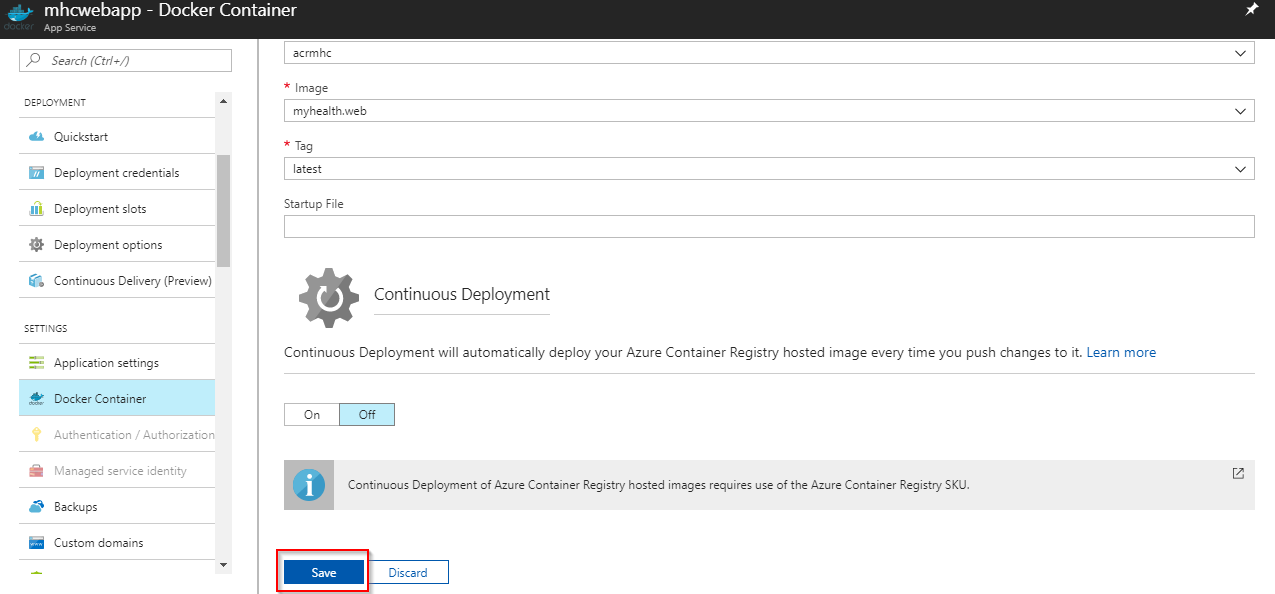 mhcwebapp - Docker Container
App Service
docker
Search (Ctrl+/)
DEPLOYMENT
Quickstart
Deployment credentials
Deployment slots
Deployment options
Continuous Delivery (Preview)
SETTINGS
Application settings
docker
Docker Container
Authentication / Authorization
Managed service identity
Backups
www
Custom domains
acrmhc
* Image
myhealth.web
* Tag
latest
Startup File
Continuous Deployment
Continuous Deployment will automatically deploy your Azure Container Registry hosted image every time you push changes to it. Learn more
On Off
Continuous Deployment of Azure Container Registry hosted images requires use of the Azure Container Registry SKU.
Save Discard